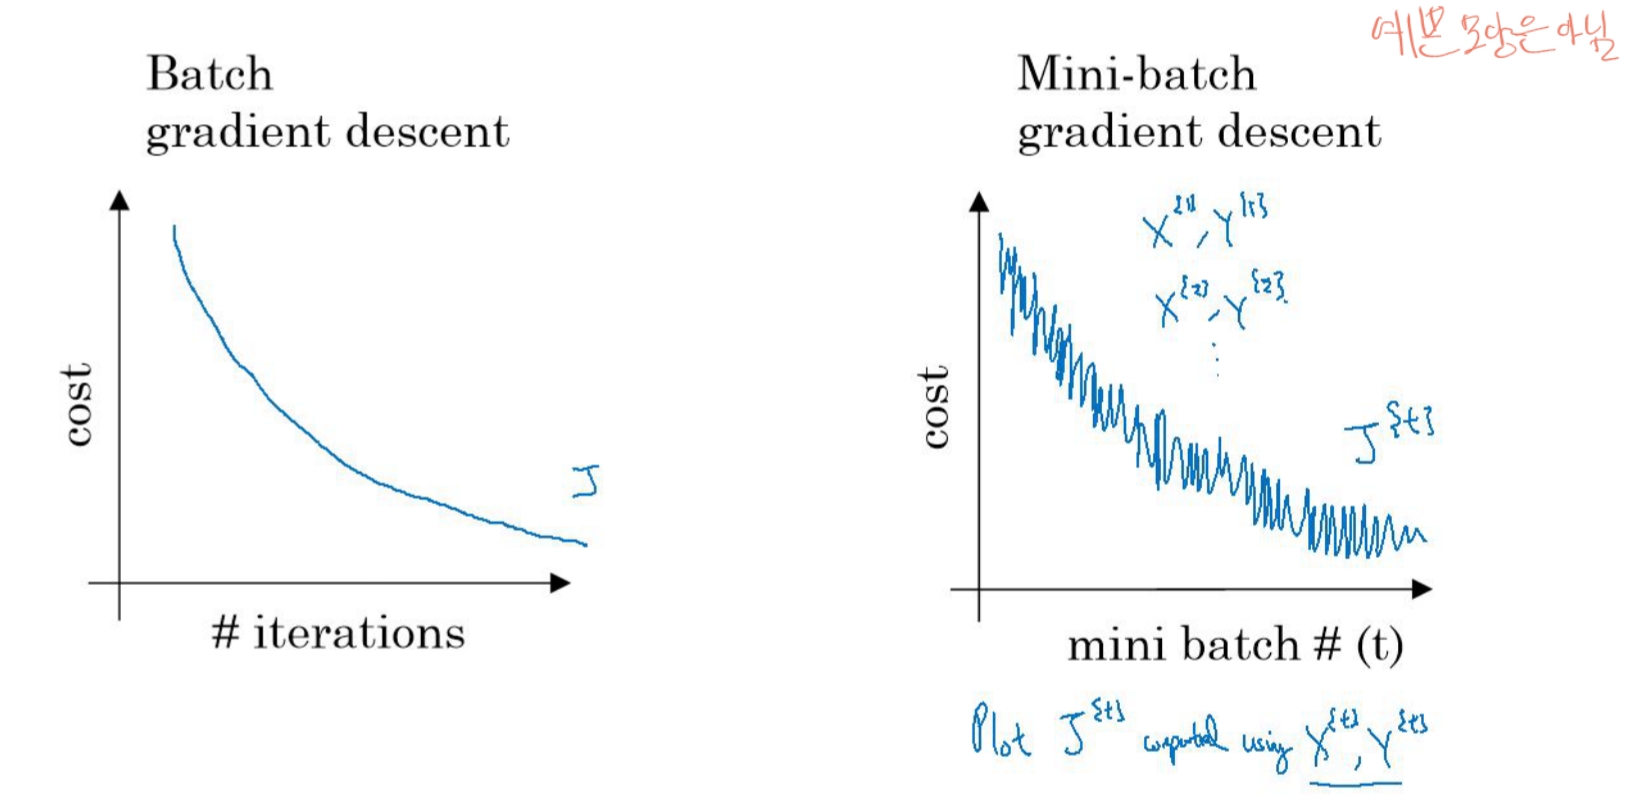 예쁜 모양은 아님
Batch
gradient descent
cost
J
# iterations
Mini-batch
gradient descent
X^{1}, Y^{1}
X^{2}, Y^{2}
⋮
J^{t}
cost
mini batch # (t)
Plot J^{t} computed using X^{t}, Y^{t}